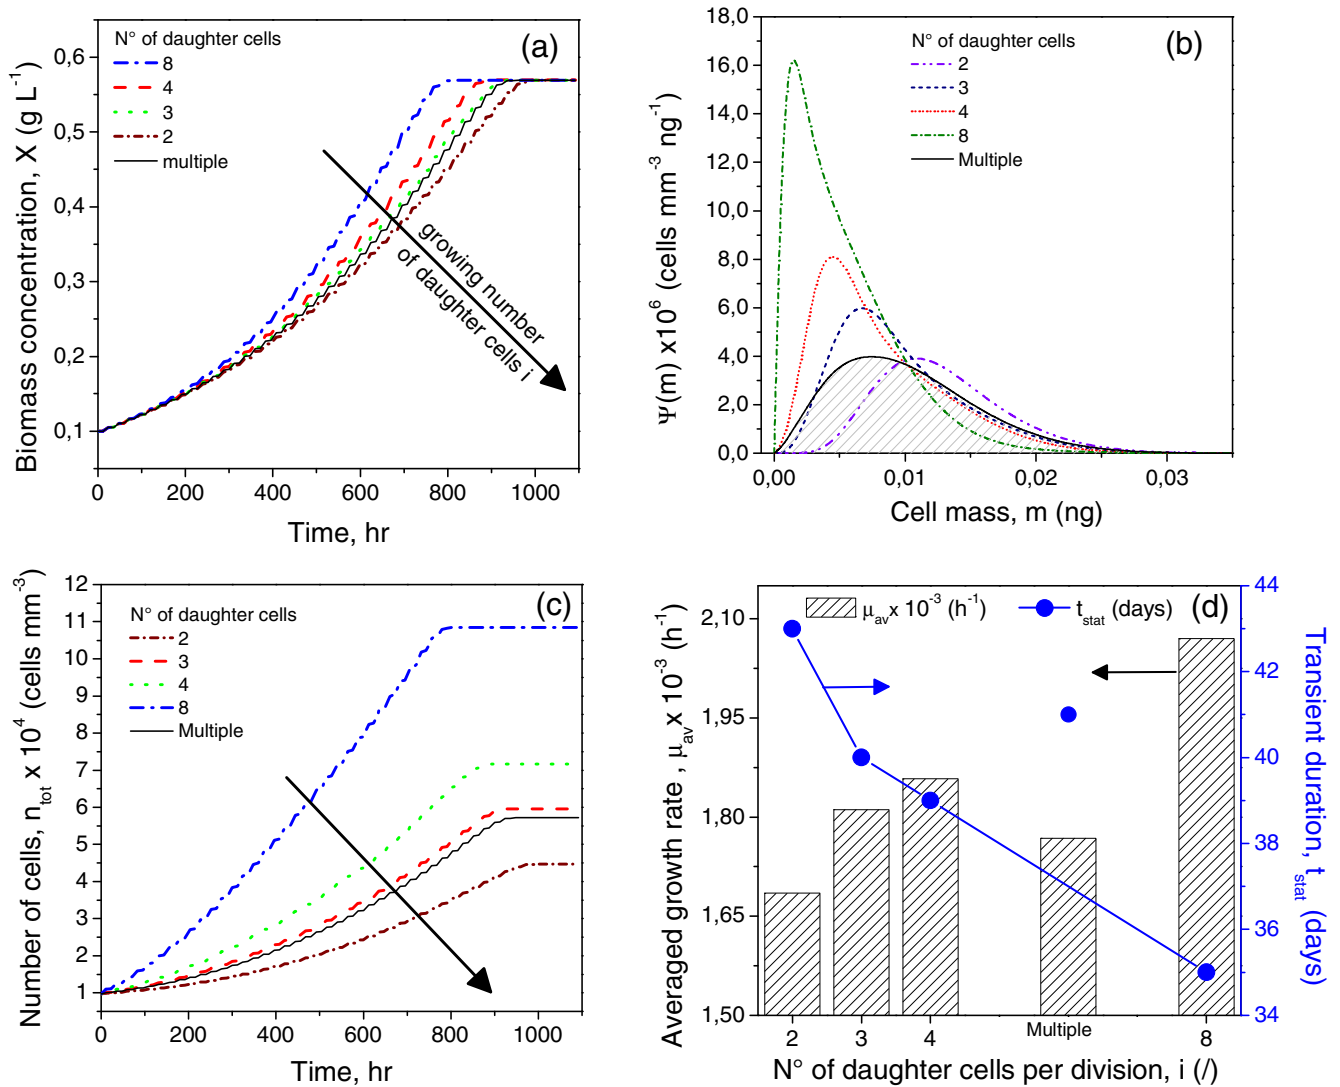 (a)
N° of daughter cells
8
4
3
2
multiple
growing number
of daughter cells i
Biomass concentration, X (g L⁻¹)
0,6
0,5
0,4
0,3
0,2
0,1
0 200 400 600 800 1000
Time, hr
(b)
N° of daughter cells
2
3
4
8
Multiple
Ψ(m) x10⁶ (cells mm⁻³ ng⁻¹)
18,0
16,0
14,0
12,0
10,0
8,0
6,0
4,0
2,0
0,0
0,00 0,01 0,02 0,03
Cell mass, m (ng)
(c)
N° of daughter cells
2
3
4
8
Multiple
Number of cells, n_tot x 10⁴ (cells mm⁻³)
12
11
10
9
8
7
6
5
4
3
2
1
0 200 400 600 800 1000
Time, hr
(d)
μ_av x 10⁻³ (h⁻¹) t_stat (days)
Averaged growth rate , μ_av x 10⁻³ (h⁻¹)
2,10
1,95
1,80
1,65
1,50
44
42
40
38
36
34
Transient duration, t_stat (days)
2 3 4 Multiple 8
N° of daughter cells per division, i (/)